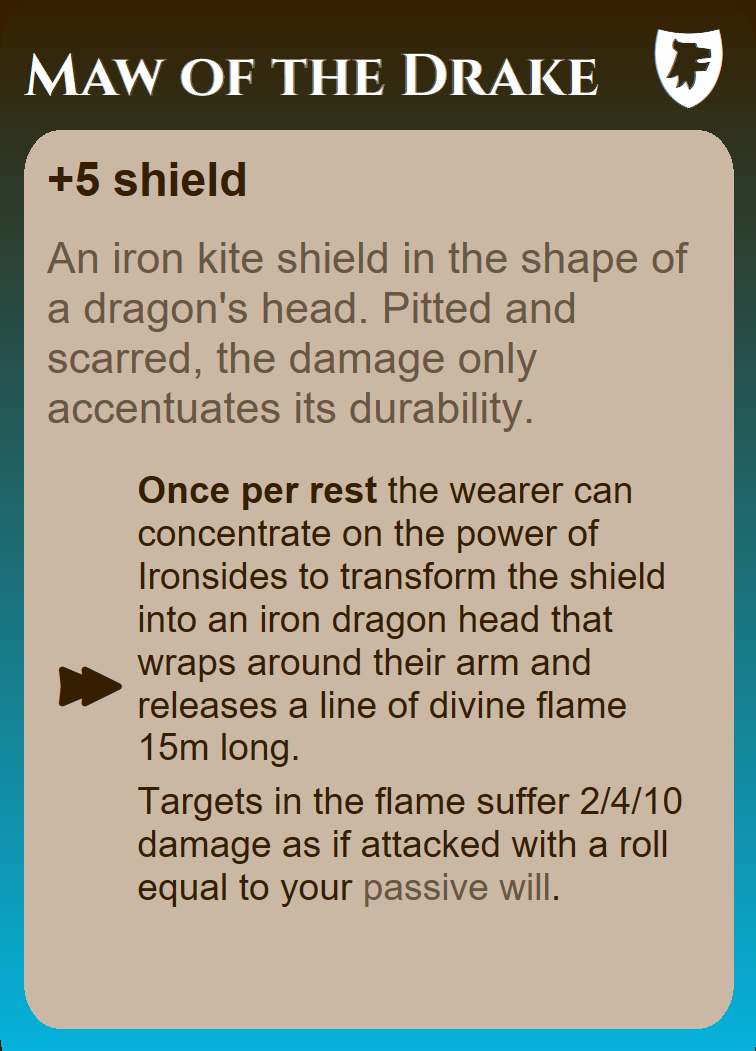 Maw of the Drake
+5 shield
An iron kite shield in the shape of
a dragon's head. Pitted and
scarred, the damage only
accentuates its durability.
Once per rest the wearer can
concentrate on the power of
Ironsides to transform the shield
into an iron dragon head that
wraps around their arm and
releases a line of divine flame
15m long.
Targets in the flame suffer 2/4/10
damage as if attacked with a roll
equal to your passive will.